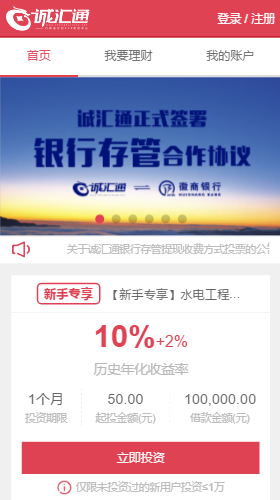 诚汇通
登录 / 注册
首页
我要理财
我的账户
诚汇通正式签署
银行存管合作协议
诚汇通 — 徽商银行
HUISHANG BANK
关于诚汇通银行存管提现收费方式投票的公
新手专享
【新手专享】水电工程...
10%+2%
历史年化收益率
1个月
50.00
100,000.00
投资期限
起投金额(元)
借款金额(元)
立即投资
仅限未投资过的新用户投资≤1万